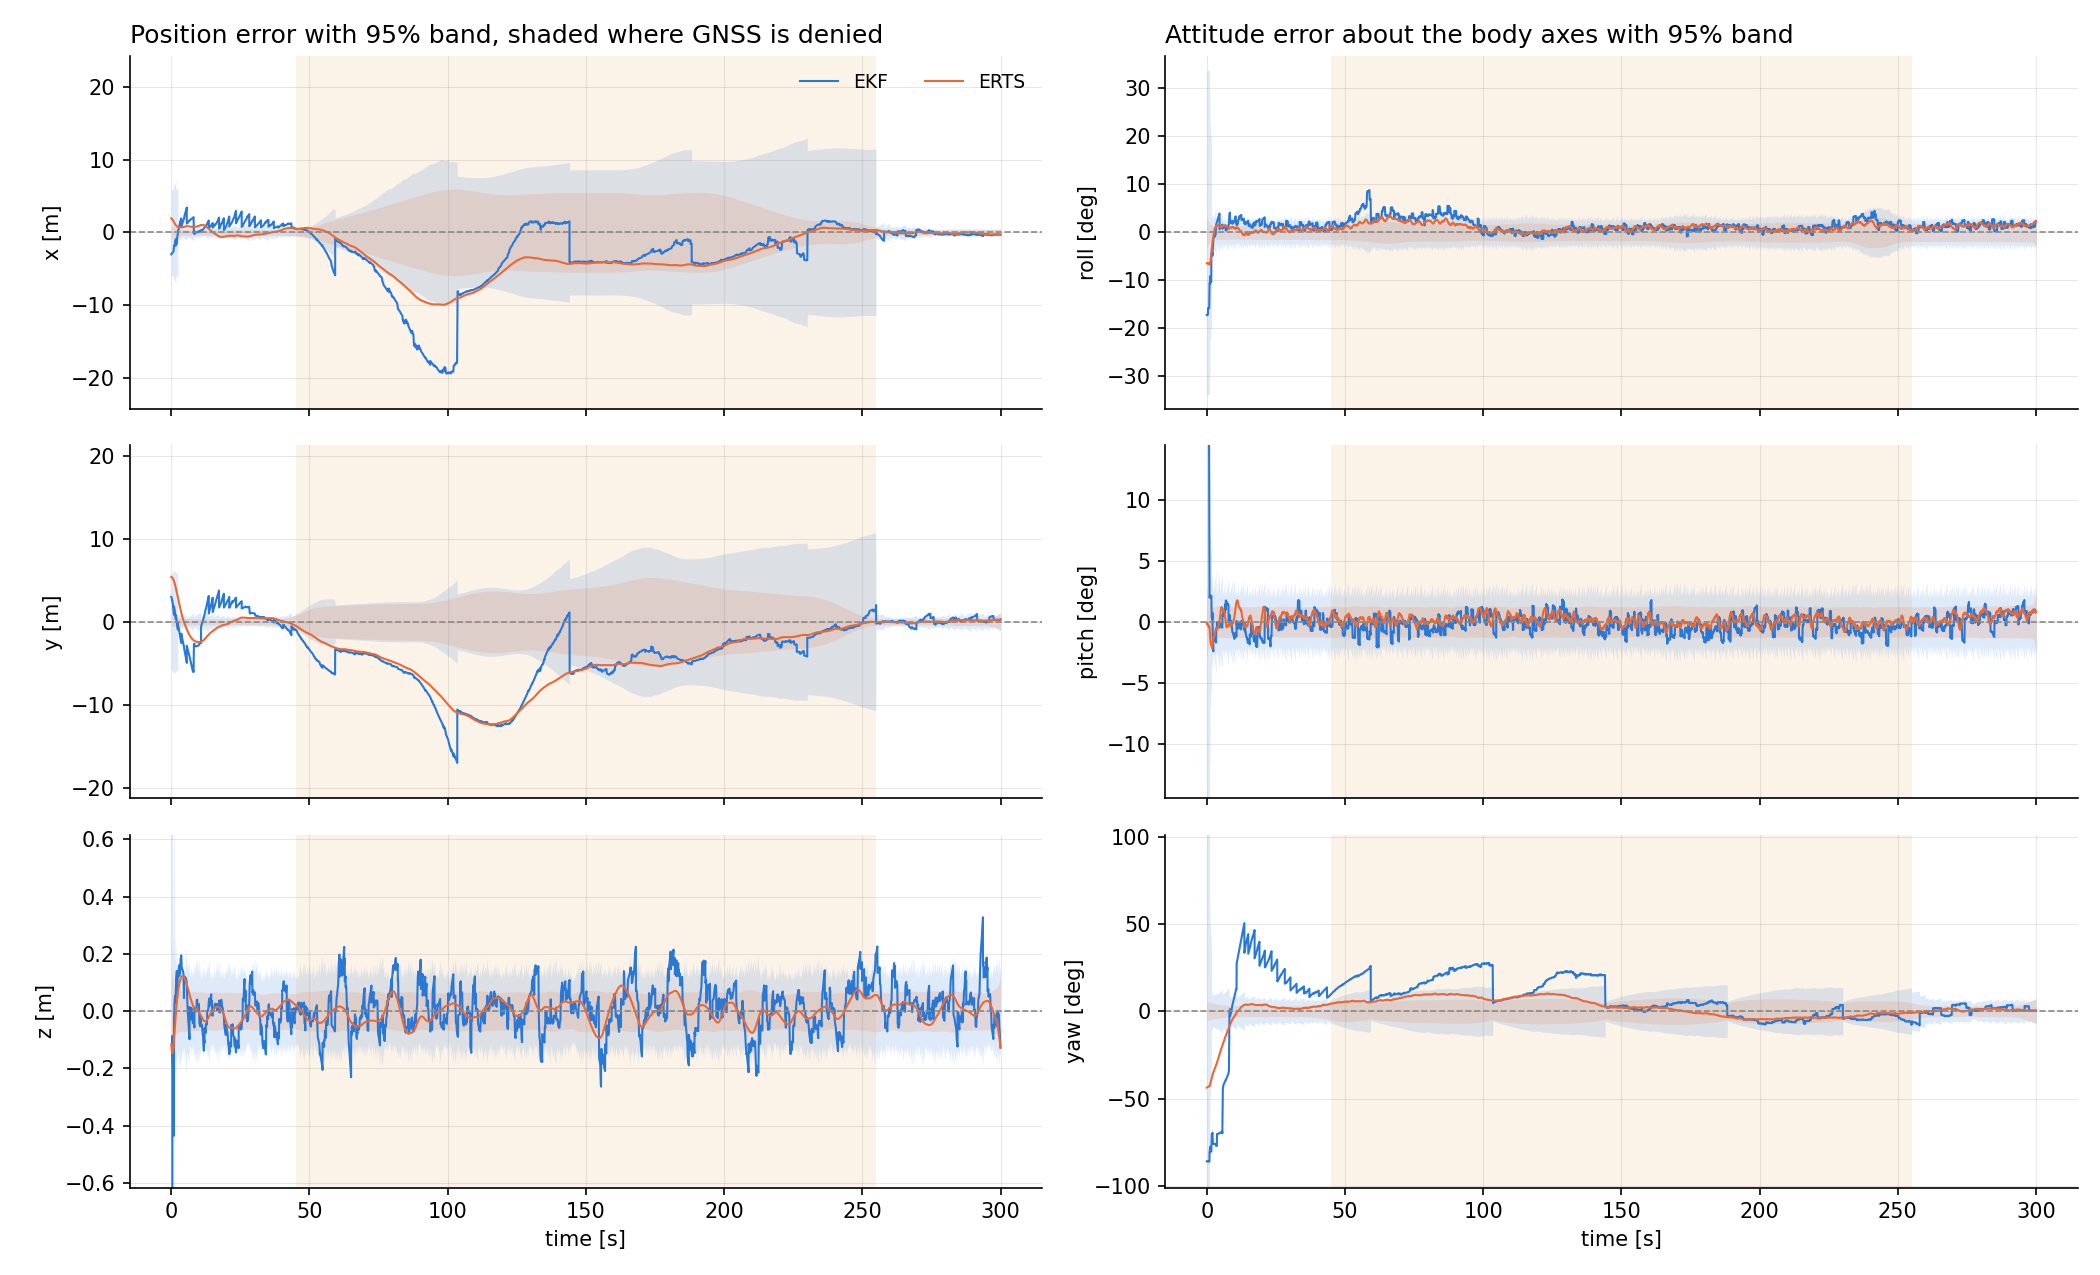 Position error with 95% band, shaded where GNSS is denied
EKF ERTS
20
10
0
−10
−20
x [m]
20
10
0
−10
−20
y [m]
0.6
0.4
0.2
0.0
−0.2
−0.4
−0.6
z [m]
0 50 100 150 200 250 300
time [s]
Attitude error about the body axes with 95% band
30
20
10
0
−10
−20
−30
roll [deg]
10
5
0
−5
−10
pitch [deg]
100
50
0
−50
−100
yaw [deg]
0 50 100 150 200 250 300
time [s]